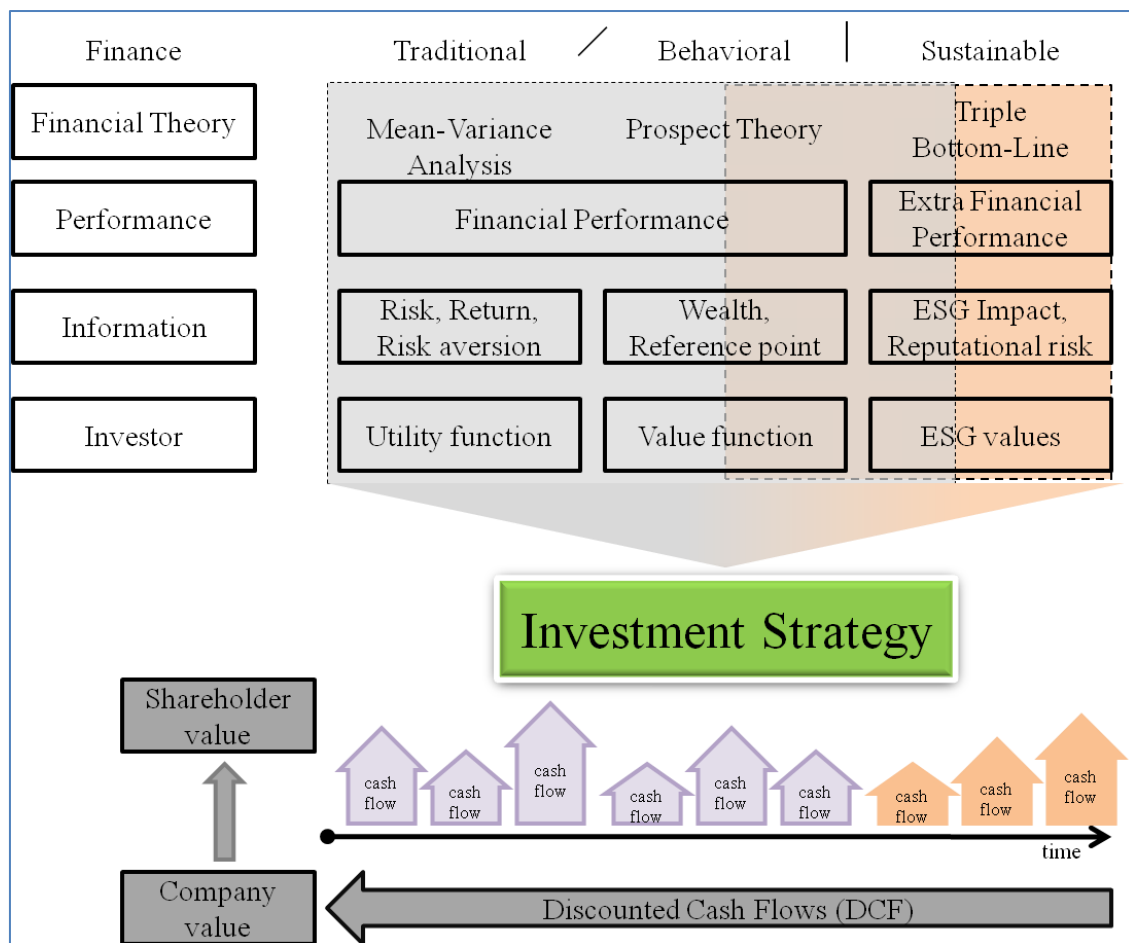 Finance
Traditional
Behavioral
Sustainable
Financial Theory
Mean-Variance
Analysis
Prospect Theory
Triple
Bottom-Line
Performance
Financial Performance
Extra Financial
Performance
Information
Risk, Return,
Risk aversion
Wealth,
Reference point
ESG Impact,
Reputational risk
Investor
Utility function
Value function
ESG values
Investment Strategy
Shareholder
value
cash
flow
cash
flow
cash
flow
cash
flow
cash
flow
cash
flow
cash
flow
cash
flow
cash
flow
time
Company
value
Discounted Cash Flows (DCF)